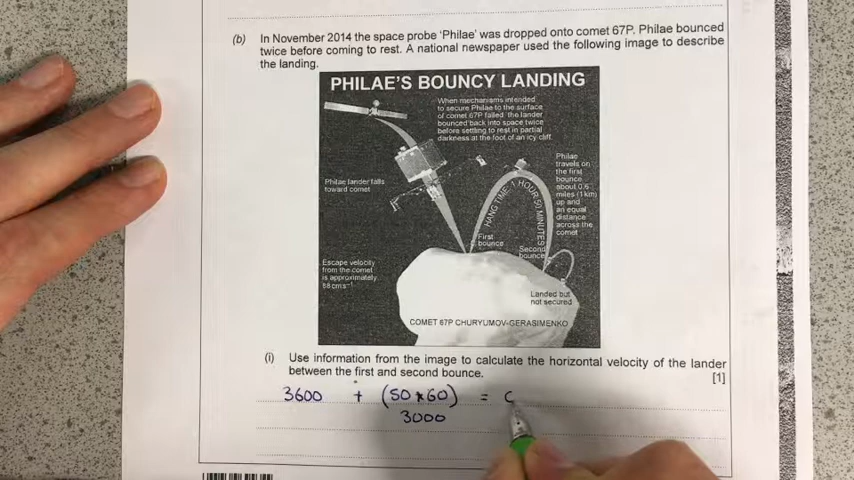 (b) In November 2014 the space probe 'Philae' was dropped onto comet 67P. Philae bounced
twice before coming to rest. A national newspaper used the following image to describe
the landing.
PHILAE'S BOUNCY LANDING
When mechanisms intended
to secure Philae to the surface
of comet 67P failed, the lander
bounced back into space twice
before settling to rest in partial
darkness at the foot of an icy cliff.
Philae lander falls
toward comet
Philae
travels on
the first
bounce
about 0.6
miles (1km)
up and
an equal
distance
across the
comet
HANG TIME: 1 HOUR 50 MINUTES
First
bounce
Second
bounce
Escape velocity
from the comet
is approximately
88 cm s⁻¹
Landed but
not secured
COMET 67P CHURYUMOV-GERASIMENKO
(i) Use information from the image to calculate the horizontal velocity of the lander
between the first and second bounce.
[1]
3600 + (50 × 60) =
3000